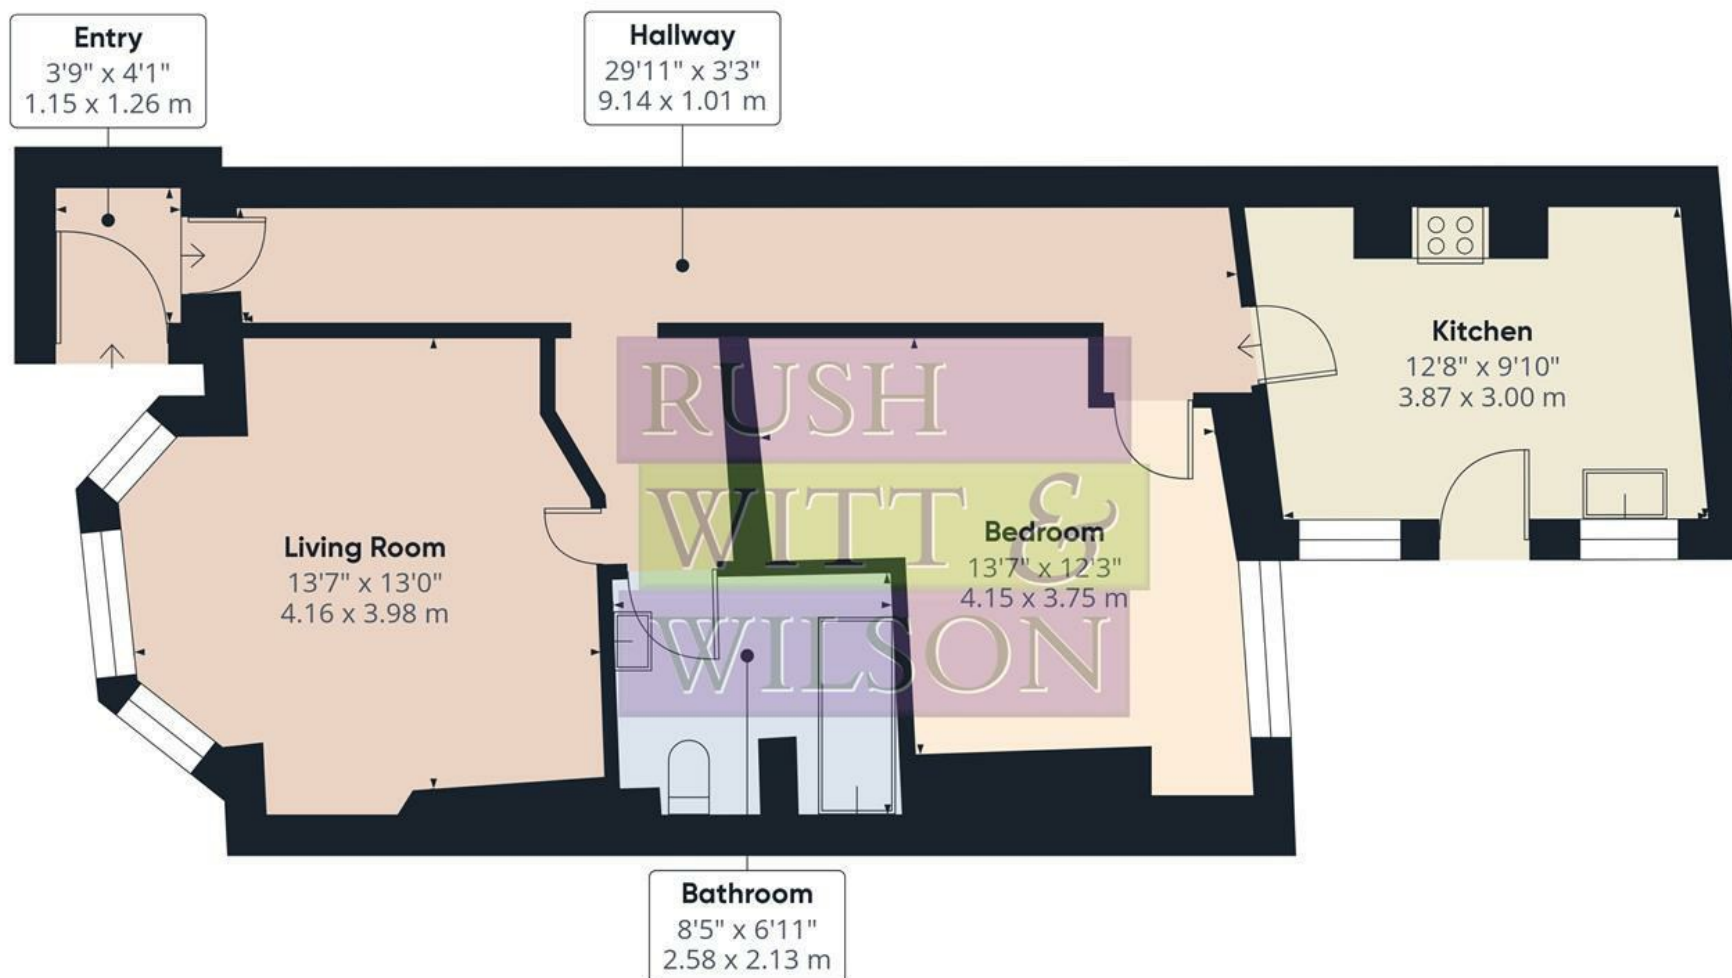 Entry
3'9" x 4'1"
1.15 x 1.26 m
Hallway
29'11" x 3'3"
9.14 x 1.01 m
Kitchen
12'8" x 9'10"
3.87 x 3.00 m
Living Room
13'7" x 13'0"
4.16 x 3.98 m
Bedroom
13'7" x 12'3"
4.15 x 3.75 m
RUSH
WITT &
WILSON
Bathroom
8'5" x 6'11"
2.58 x 2.13 m